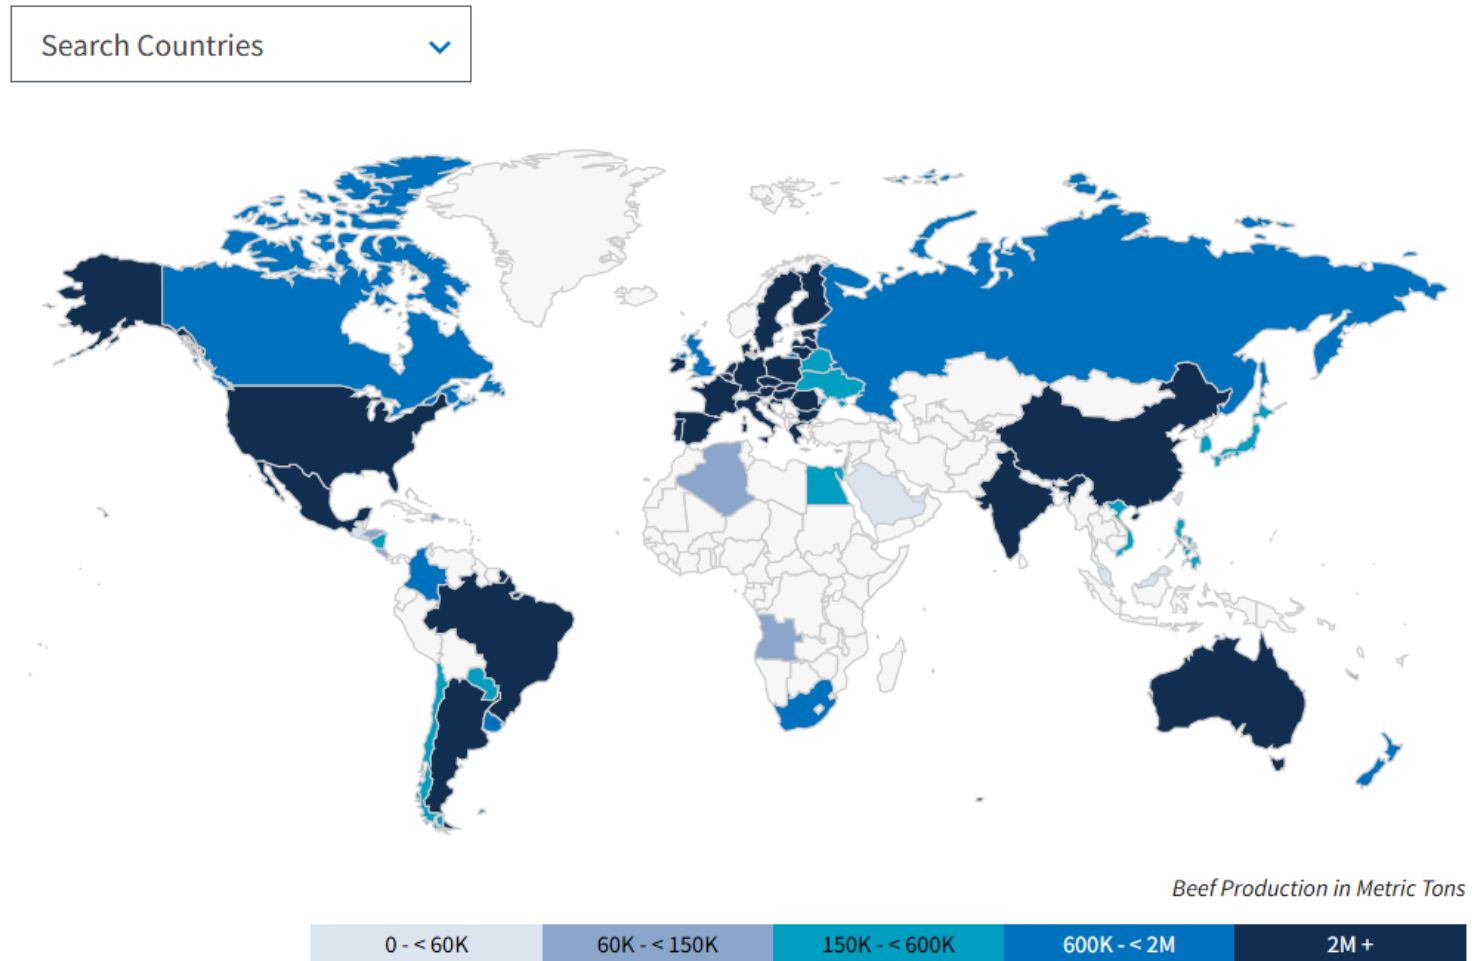 Search Countries
Beef Production in Metric Tons
0 - < 60K
60K - < 150K
150K - < 600K
600K - < 2M
2M +